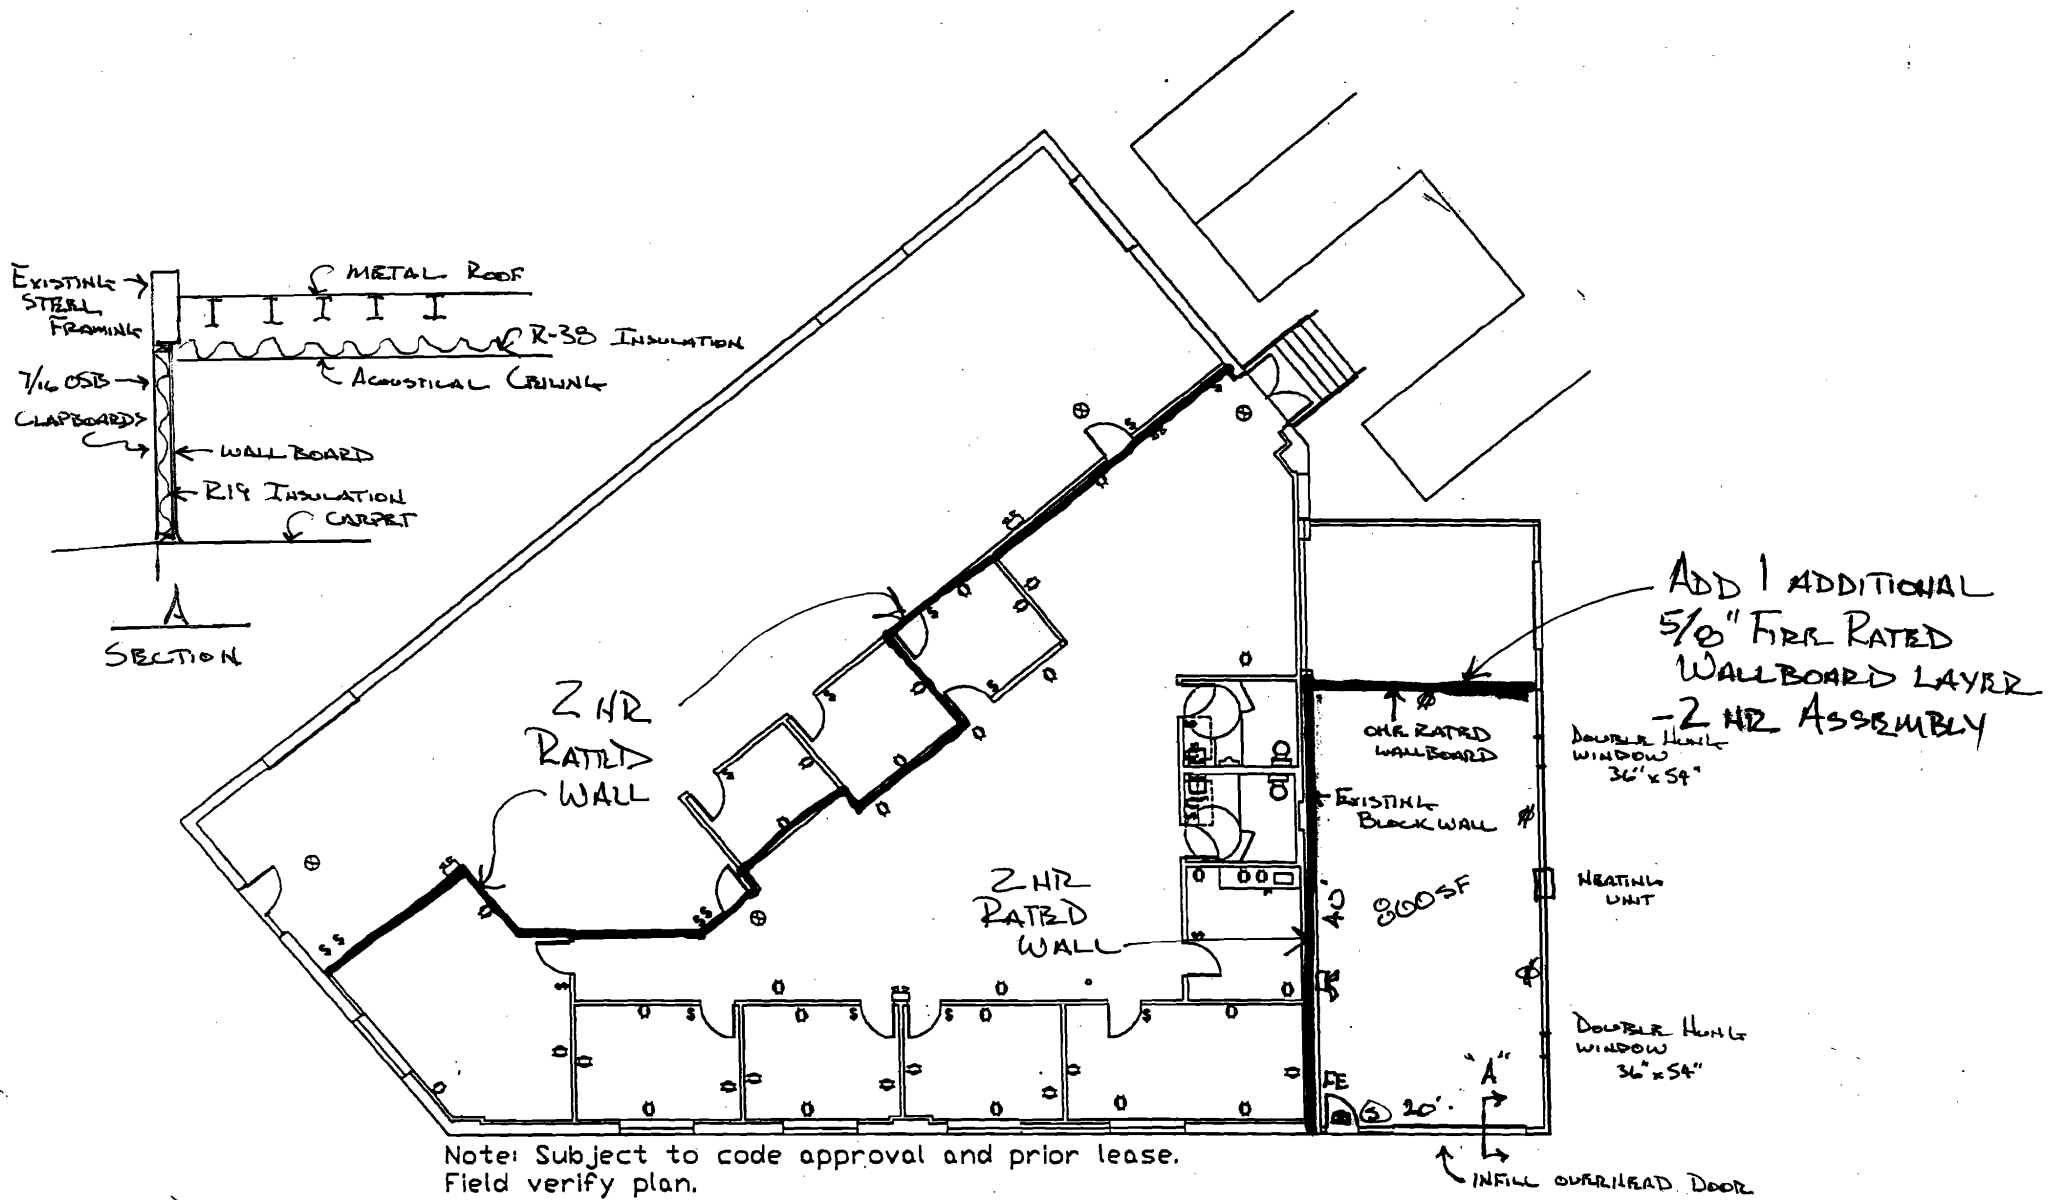 EXISTING
STEEL
FRAMING
METAL ROOF
R-38 INSULATION
ACOUSTICAL CEILING
7/16 OSB
CLAPBOARDS
WALLBOARD
R19 INSULATION
CARPET
A
SECTION
2 HR
RATED
WALL
2 HR
RATED
WALL
ADD 1 ADDITIONAL
5/8" FIRE RATED
WALLBOARD LAYER
-2 HR ASSEMBLY
RATED
WALLBOARD
DOUBLE HUNG
WINDOW
36" x 54"
EXISTING
BLOCK WALL
HEATING
UNIT
40'
800 SF
DOUBLE HUNG
WINDOW
36" x 54"
"A"
FE
S
20'
INFILL OVERHEAD DOOR
Note: Subject to code approval and prior lease.
Field verify plan.